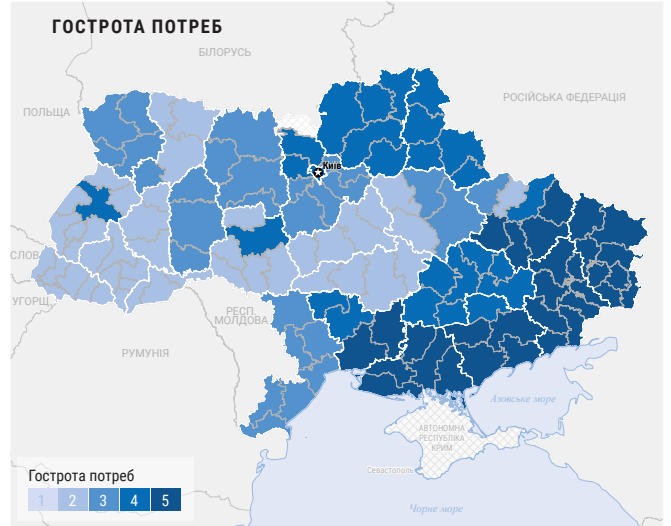 ГОСТРОТА ПОТРЕБ
БІЛОРУСЬ
ПОЛЬЩА
РОСІЙСЬКА ФЕДЕРАЦІЯ
Київ
СЛОВ.
УГОРЩ.
РЕСП.
МОЛДОВА
РУМУНІЯ
Азовське море
АВТОНОМНА
РЕСПУБЛІКА
КРИМ
Севастополь
Чорне море
Гострота потреб
1 2 3 4 5